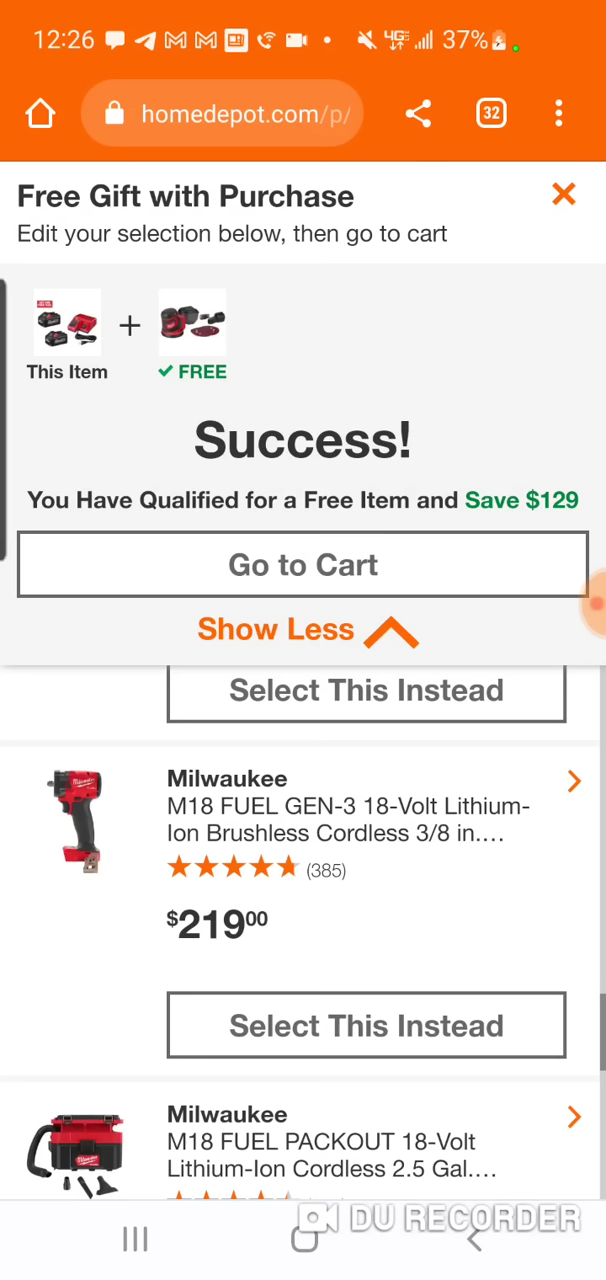 12:26 4G 37%
homedepot.com/p/ 32
Free Gift with Purchase
Edit your selection below, then go to cart
+
This Item ✓ FREE
Success!
You Have Qualified for a Free Item and Save $129
Go to Cart
Show Less
Select This Instead
Milwaukee
M18 FUEL GEN-3 18-Volt Lithium-
Ion Brushless Cordless 3/8 in....
(385)
$21900
Select This Instead
Milwaukee
M18 FUEL PACKOUT 18-Volt
Lithium-Ion Cordless 2.5 Gal....
DU RECORDER